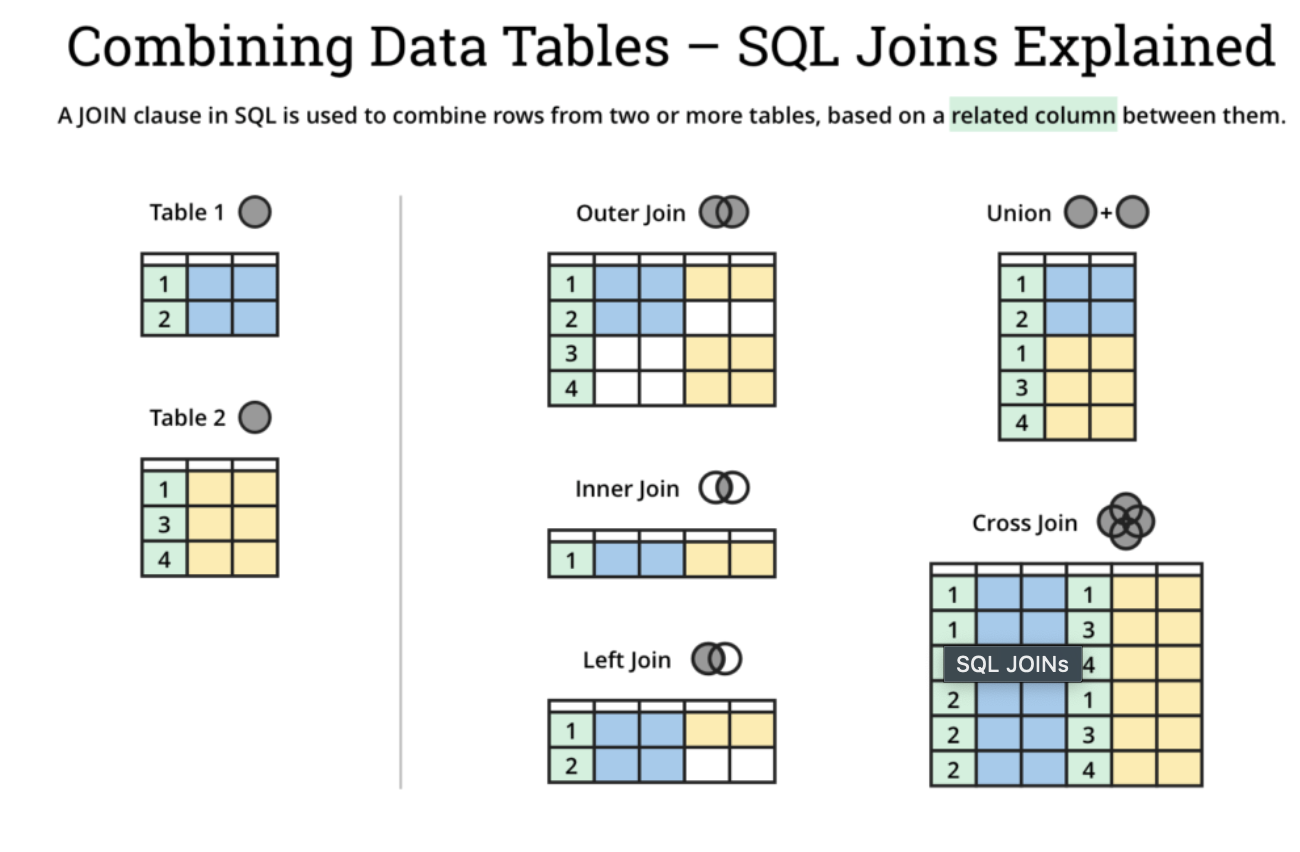 Combining Data Tables – SQL Joins Explained
A JOIN clause in SQL is used to combine rows from two or more tables, based on a related column between them.
Table 1
1
2
Table 2
1
3
4
Outer Join
1
2
3
4
Inner Join
1
Left Join
1
2
Union +
1
2
1
3
4
Cross Join
1 1
1 3
SQL JOINs 4
2 1
2 3
2 4